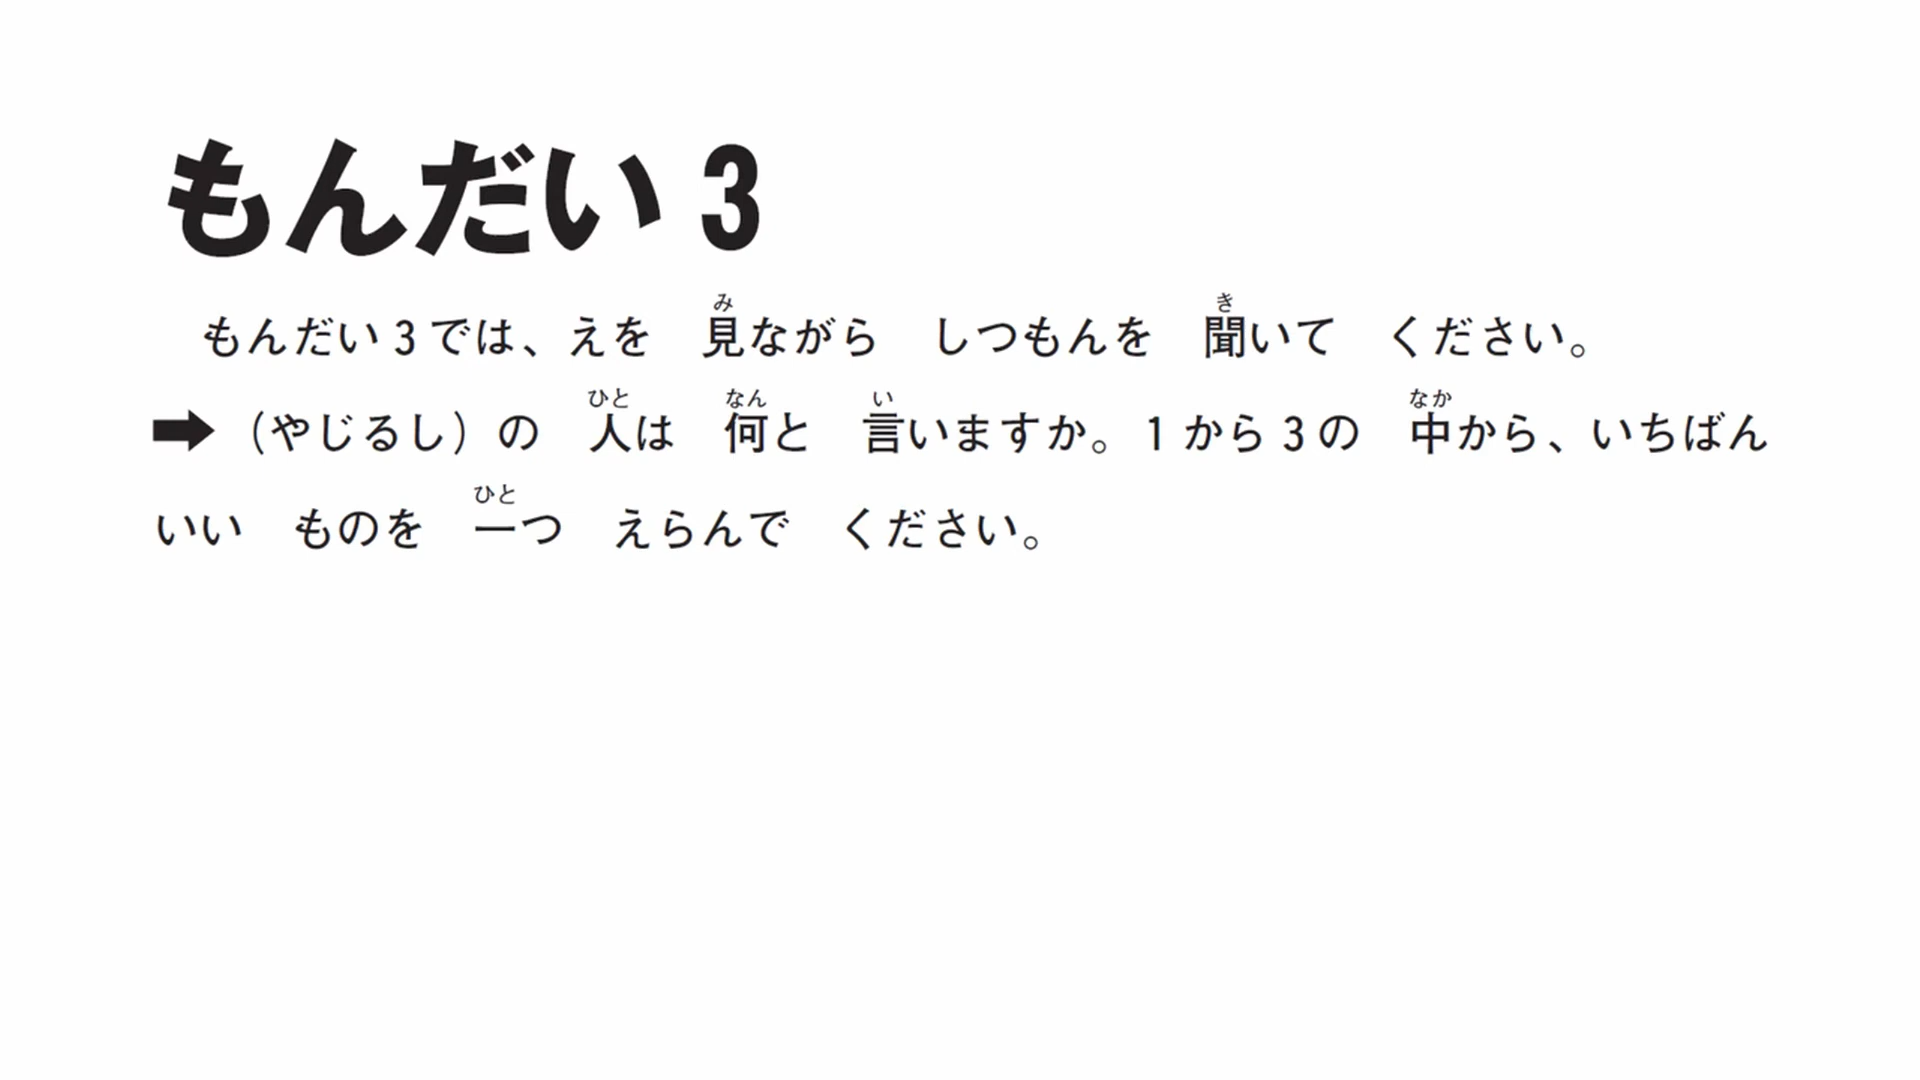 もんだい3
もんだい3では、えを　見ながら　しつもんを　聞いて　ください。
➡（やじるし）の　人は　何と　言いますか。1から3の　中から、いちばん
いい　ものを　一つ　えらんで　ください。